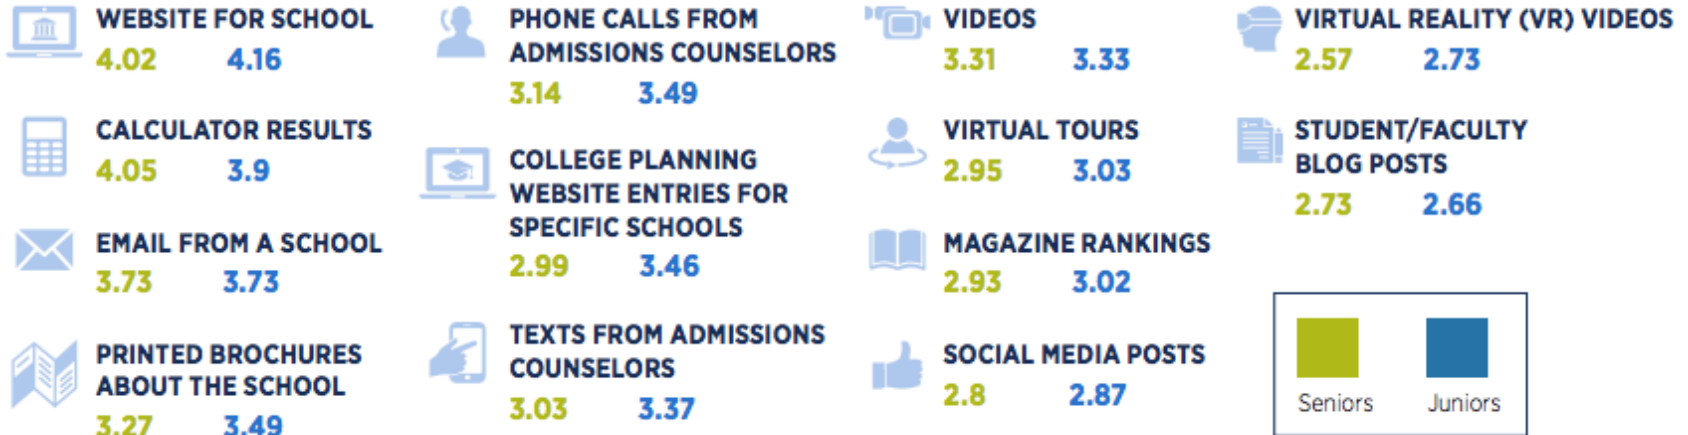 WEBSITE FOR SCHOOL
4.02 4.16
CALCULATOR RESULTS
4.05 3.9
EMAIL FROM A SCHOOL
3.73 3.73
PRINTED BROCHURES
ABOUT THE SCHOOL
3.27 3.49
PHONE CALLS FROM
ADMISSIONS COUNSELORS
3.14 3.49
COLLEGE PLANNING
WEBSITE ENTRIES FOR
SPECIFIC SCHOOLS
2.99 3.46
TEXTS FROM ADMISSIONS
COUNSELORS
3.03 3.37
VIDEOS
3.31 3.33
VIRTUAL TOURS
2.95 3.03
MAGAZINE RANKINGS
2.93 3.02
SOCIAL MEDIA POSTS
2.8 2.87
VIRTUAL REALITY (VR) VIDEOS
2.57 2.73
STUDENT/FACULTY
BLOG POSTS
2.73 2.66
Seniors Juniors